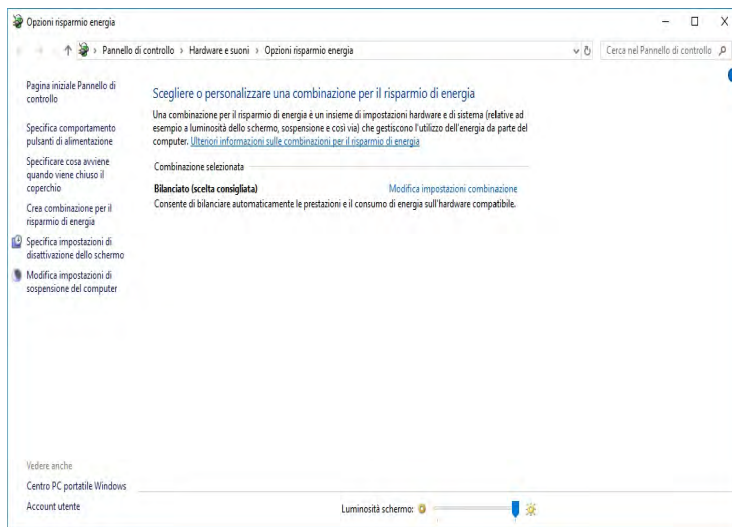 Opzioni risparmio energia
Pannello di controllo › Hardware e suoni › Opzioni risparmio energia
Cerca nel Pannello di controllo
Pagina iniziale Pannello di
controllo
Specifica comportamento
pulsanti di alimentazione
Specificare cosa avviene
quando viene chiuso il
coperchio
Crea combinazione per il
risparmio di energia
Specifica impostazioni di
disattivazione dello schermo
Modifica impostazioni di
sospensione del computer
Scegliere o personalizzare una combinazione per il risparmio di energia
Una combinazione per il risparmio di energia è un insieme di impostazioni hardware e di sistema (relative ad
esempio a luminosità dello schermo, sospensione e così via) che gestiscono l'utilizzo dell'energia da parte del
computer. Ulteriori informazioni sulle combinazioni per il risparmio di energia
Combinazione selezionata
Bilanciato (scelta consigliata) Modifica impostazioni combinazione
Consente di bilanciare automaticamente le prestazioni e il consumo di energia sull'hardware compatibile.
Vedere anche
Centro PC portatile Windows
Account utente
Luminosità schermo: